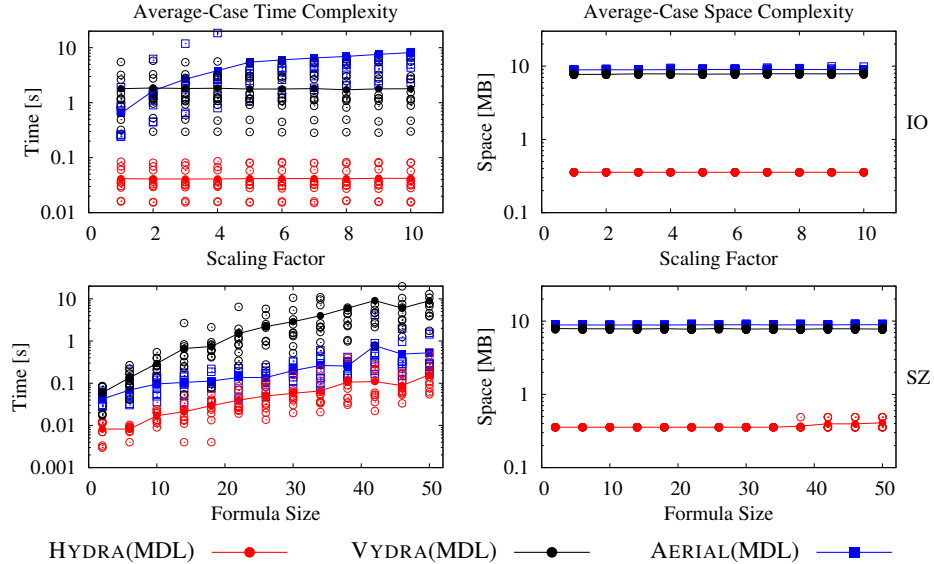 Average-Case Time Complexity
Average-Case Space Complexity
Time [s]
10
1
0.1
0.01
0 2 4 6 8 10
Scaling Factor
Space [MB]
100
10
1
0.1
0 2 4 6 8 10
Scaling Factor
IO
Time [s]
10
1
0.1
0.01
0.001
0 10 20 30 40 50
Formula Size
Space [MB]
100
10
1
0.1
0 10 20 30 40 50
Formula Size
SZ
HYDRA(MDL)
VYDRA(MDL)
AERIAL(MDL)